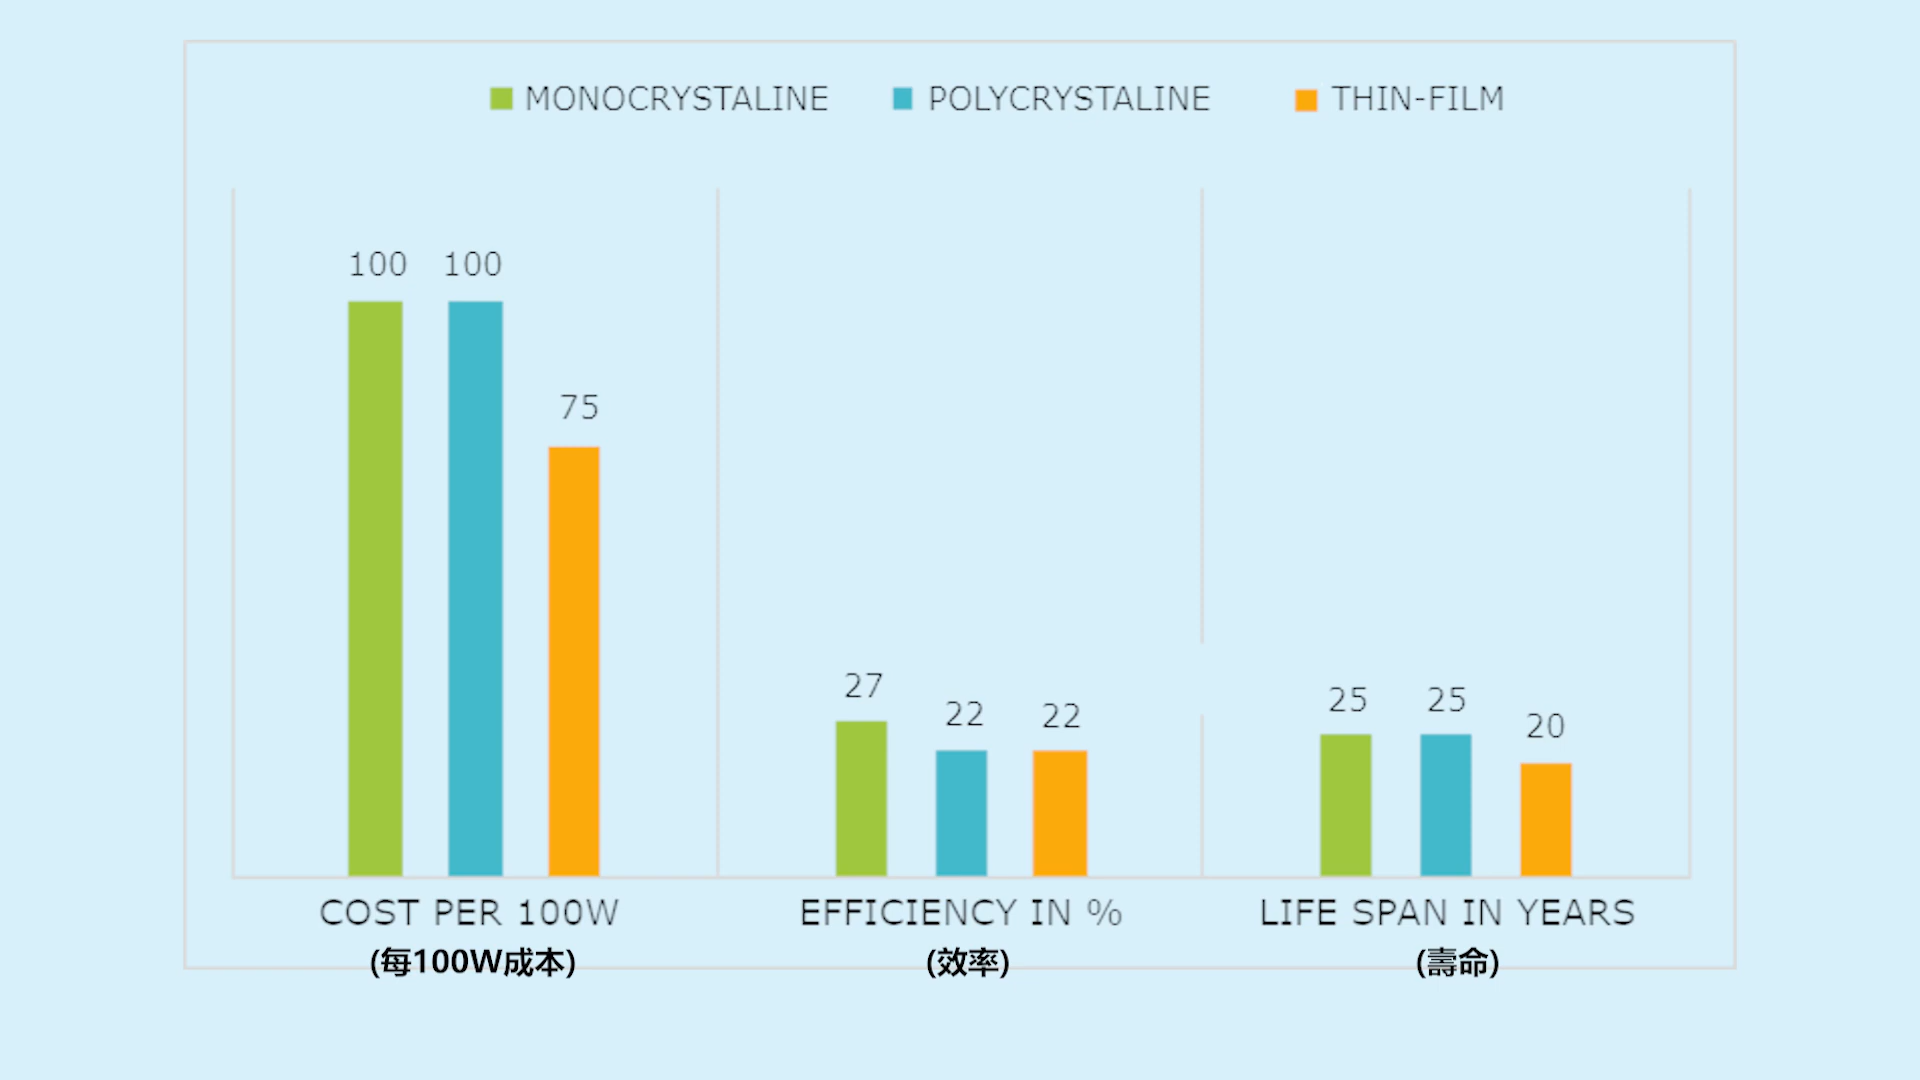 MONOCRYSTALINE POLYCRYSTALINE THIN-FILM
100 100
75
27
22 22
25 25
20
COST PER 100W EFFICIENCY IN % LIFE SPAN IN YEARS
(每100W成本) (效率) (壽命)